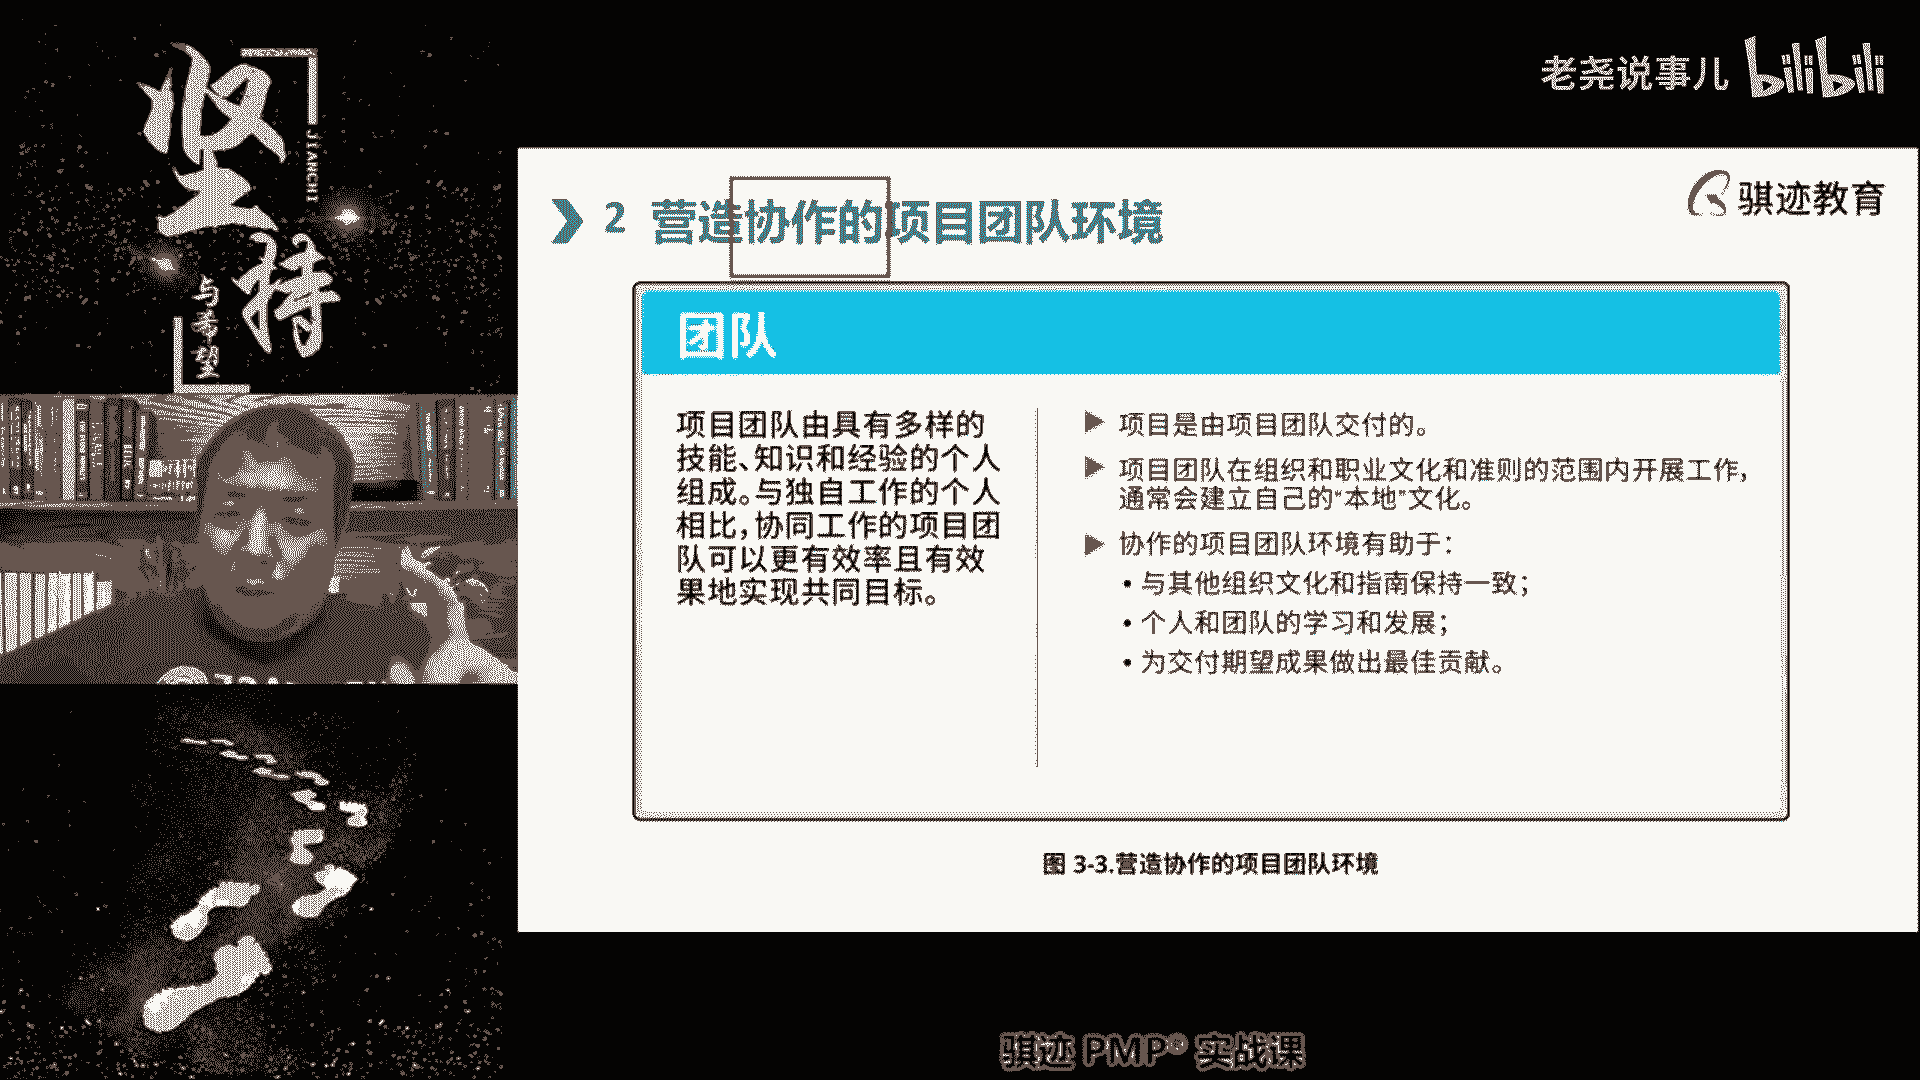 坚持
JIANCHI
与希望
老尧说事儿 bilibili
骐迹教育
2 营造协作的项目团队环境
团队
项目团队由具有多样的
技能、知识和经验的个人
组成。与独自工作的个人
相比，协同工作的项目团
队可以更有效率且有效
果地实现共同目标。
项目是由项目团队交付的。
项目团队在组织和职业文化和准则的范围内开展工作，
通常会建立自己的“本地”文化。
协作的项目团队环境有助于：
• 与其他组织文化和指南保持一致；
• 个人和团队的学习和发展；
• 为交付期望成果做出最佳贡献。
图 3-3.营造协作的项目团队环境
骐迹 PMP® 实战课